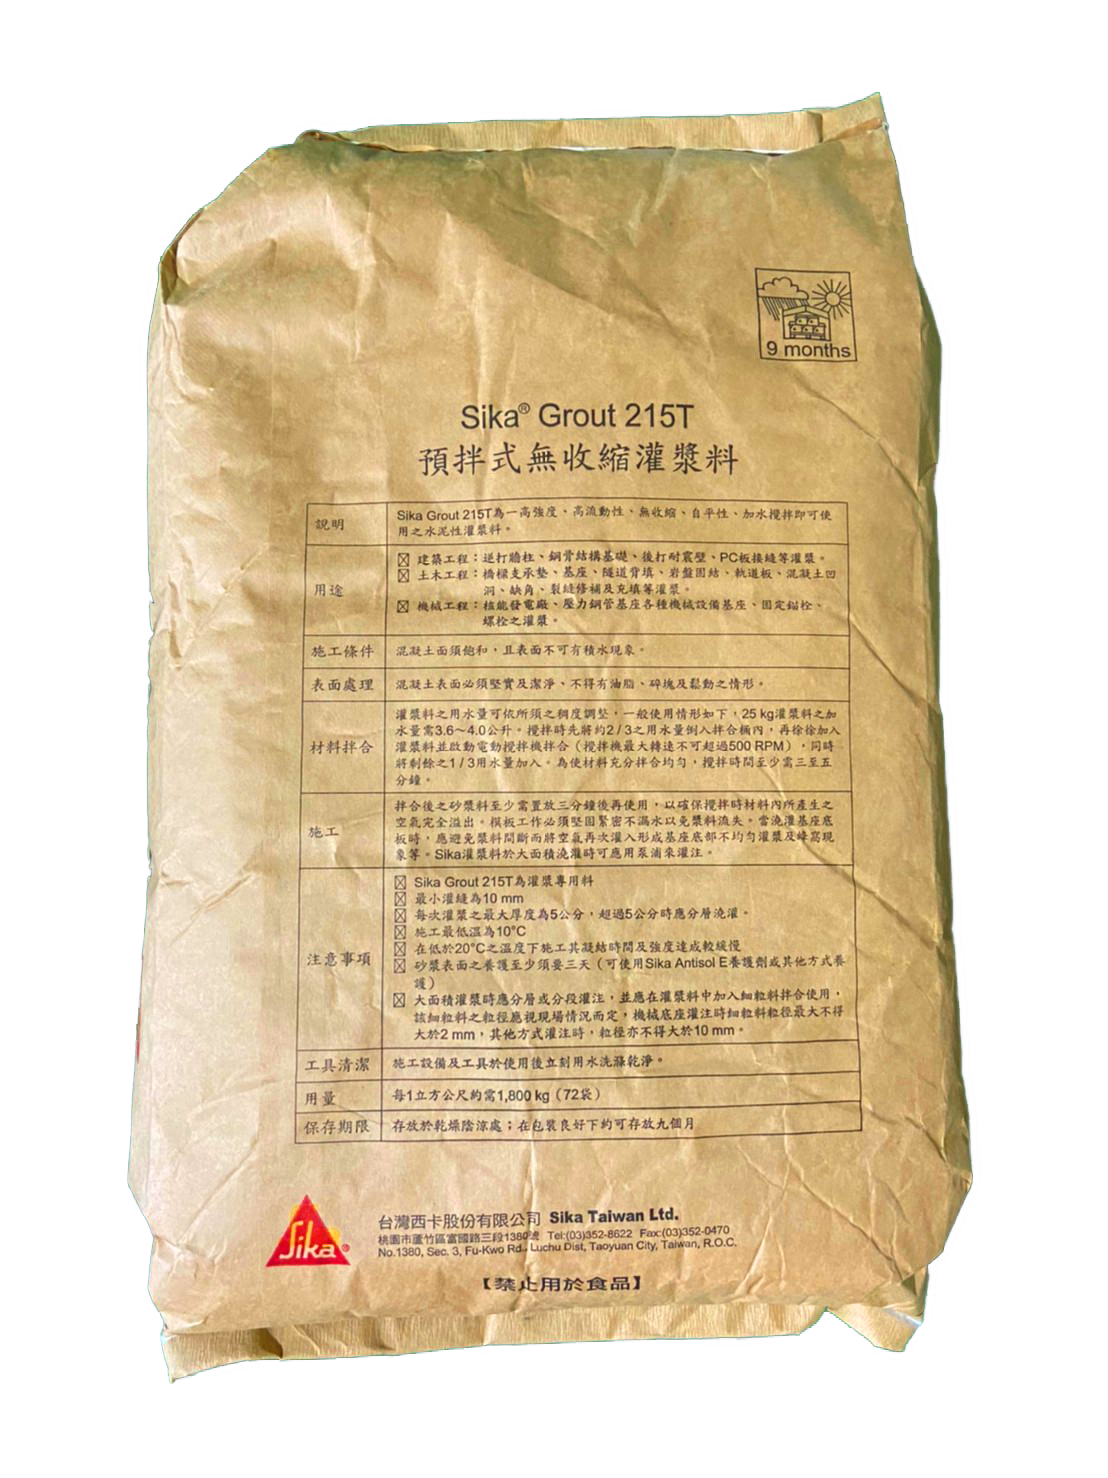 9 months
Sika® Grout 215T
預拌式無收縮灌漿料
說明
Sika Grout 215T為一高強度、高流動性、無收縮、自平性、加水攪拌即可使
用之水泥性灌漿料。
用途
☒ 建築工程：逆打牆柱、鋼骨結構基礎、後打耐震壁、PC板接縫等灌漿。
☒ 土木工程：橋樑支承墊、基座、隧道背填、岩盤固結、軌道板、混凝土凹
洞、缺角、裂縫修補及充填等灌漿。
☒ 機械工程：核能發電廠、壓力鋼管基座各種機械設備基座、固定錨栓、
螺栓之灌漿。
施工條件
混凝土面須飽和，且表面不可有積水現象。
表面處理
混凝土表面必須堅實及潔淨、不得有油脂、碎塊及鬆動之情形。
材料拌合
灌漿料之用水量可依所須之稠度調整，一般使用情形如下，25 kg灌漿料之加
水量需3.6～4.0公升。攪拌時先將約2 / 3之用水量倒入拌合桶內，再徐徐加入
灌漿料並啟動電動攪拌機拌合（攪拌機最大轉速不可超過500 RPM），同時
將剩餘之1 / 3用水量加入。為使材料充分拌合均勻，攪拌時間至少需三至五
分鐘。
施工
拌合後之砂漿料至少需置放三分鐘後再使用，以確保攪拌時材料內所產生之
空氣完全溢出。模板工作必須堅固緊密不漏水以免漿料流失。當澆灌基座底
板時，應避免漿料間斷而將空氣再次灌入形成基座底部不均勻灌漿及蜂窩現
象等。Sika灌漿料於大面積澆灌時可應用泵浦來灌注。
注意事項
☒ Sika Grout 215T為灌漿專用料
☒ 最小灌縫為10 mm
☒ 每次灌漿之最大厚度為5公分，超過5公分時應分層澆灌。
☒ 施工最低溫為10°C
☒ 在低於20°C之溫度下施工其凝結時間及強度達成較緩慢
☒ 砂漿表面之養護至少須要三天（可使用Sika Antisol E養護劑或其他方式養
護）
☒ 大面積灌漿時應分層或分段灌注，並應在灌漿料中加入細粒料拌合使用，
該細粒料之粒徑應視現場情況而定，機械底座灌注時細粒料粒徑最大不得
大於2 mm，其他方式灌注時，粒徑亦不得大於10 mm。
工具清潔
施工設備及工具於使用後立刻用水洗滌乾淨。
用量
每1立方公尺約需1,800 kg（72袋）
保存期限
存放於乾燥陰涼處；在包裝良好下約可存放九個月
Sika®
台灣西卡股份有限公司 Sika Taiwan Ltd.
桃園市蘆竹區富國路三段1380號 Tel:(03)352-8622 Fax:(03)352-0470
No.1380, Sec. 3, Fu-Kwo Rd., Luchu Dist, Taoyuan City, Taiwan, R.O.C.
【禁止用於食品】